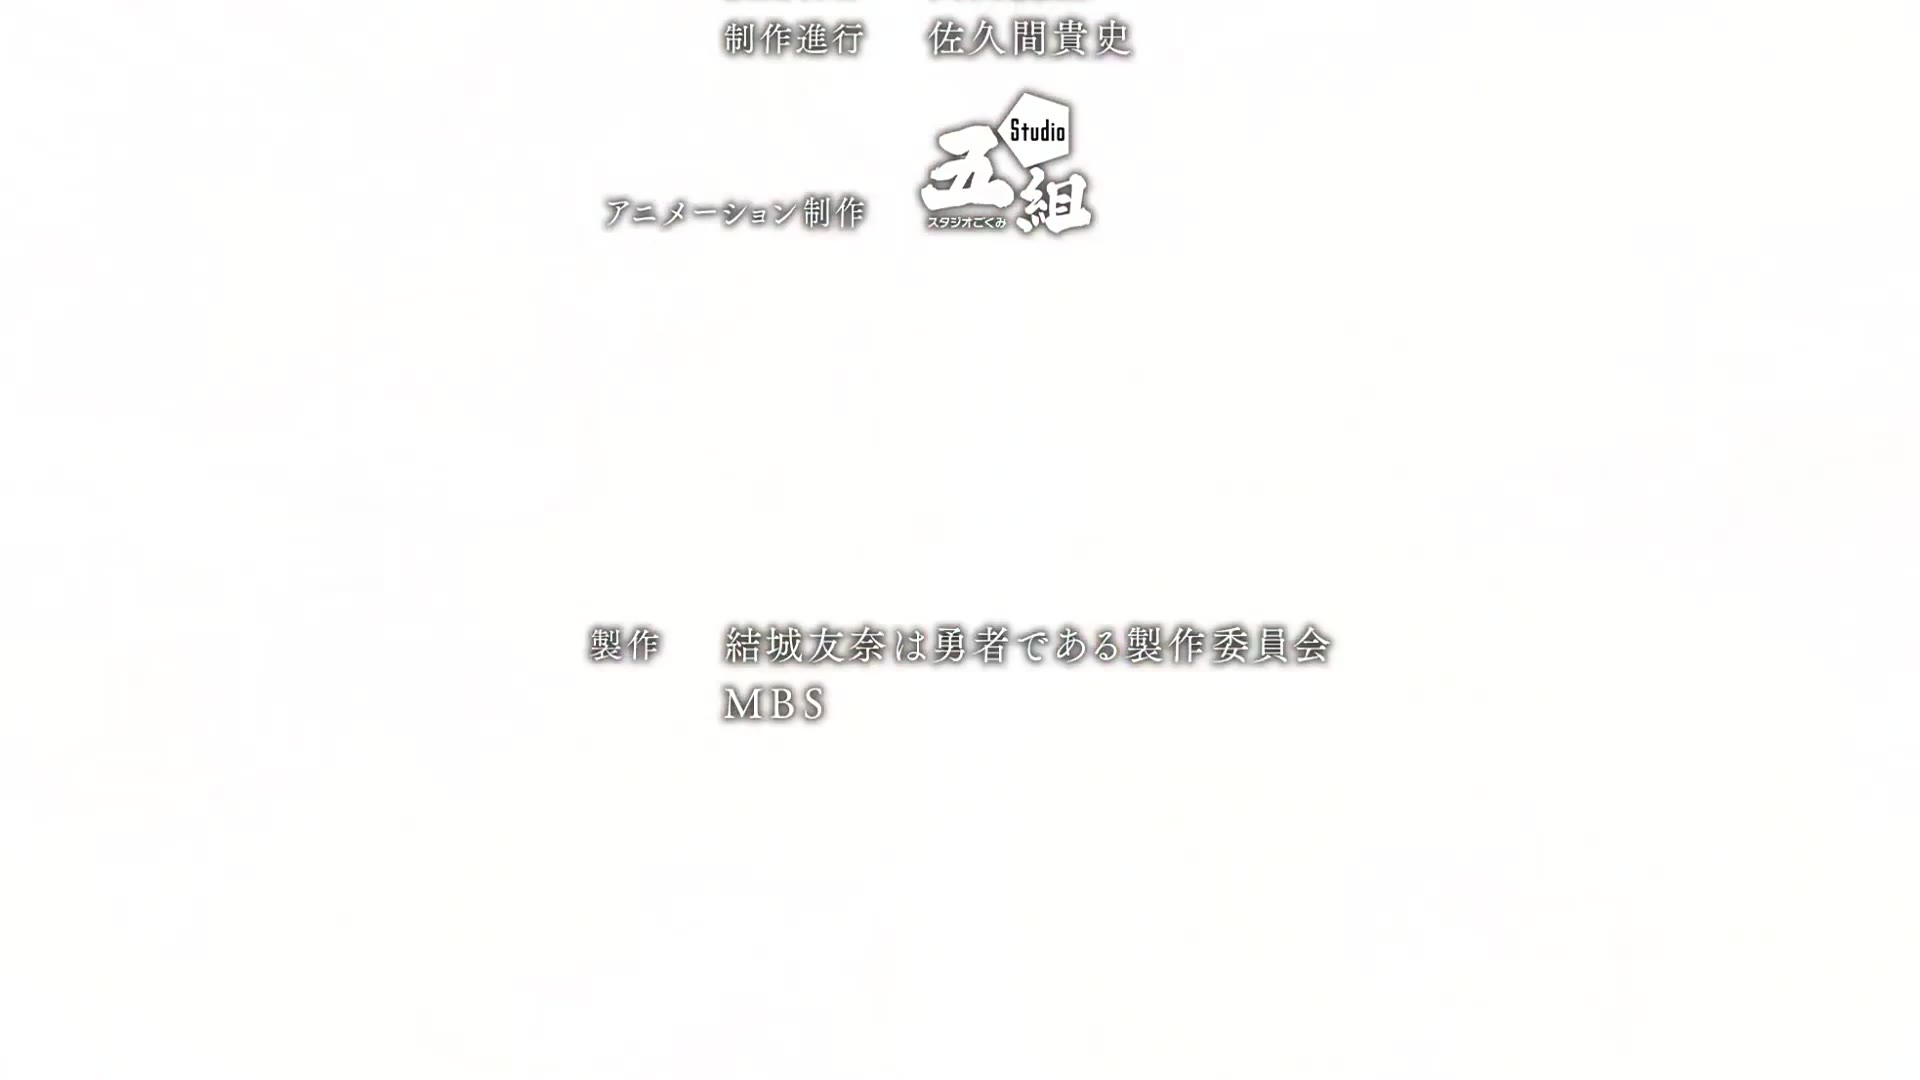 制作進行 佐久間貴史
Studio
五組
スタジオごくみ
アニメーション制作
製作 結城友奈は勇者である製作委員会
MBS